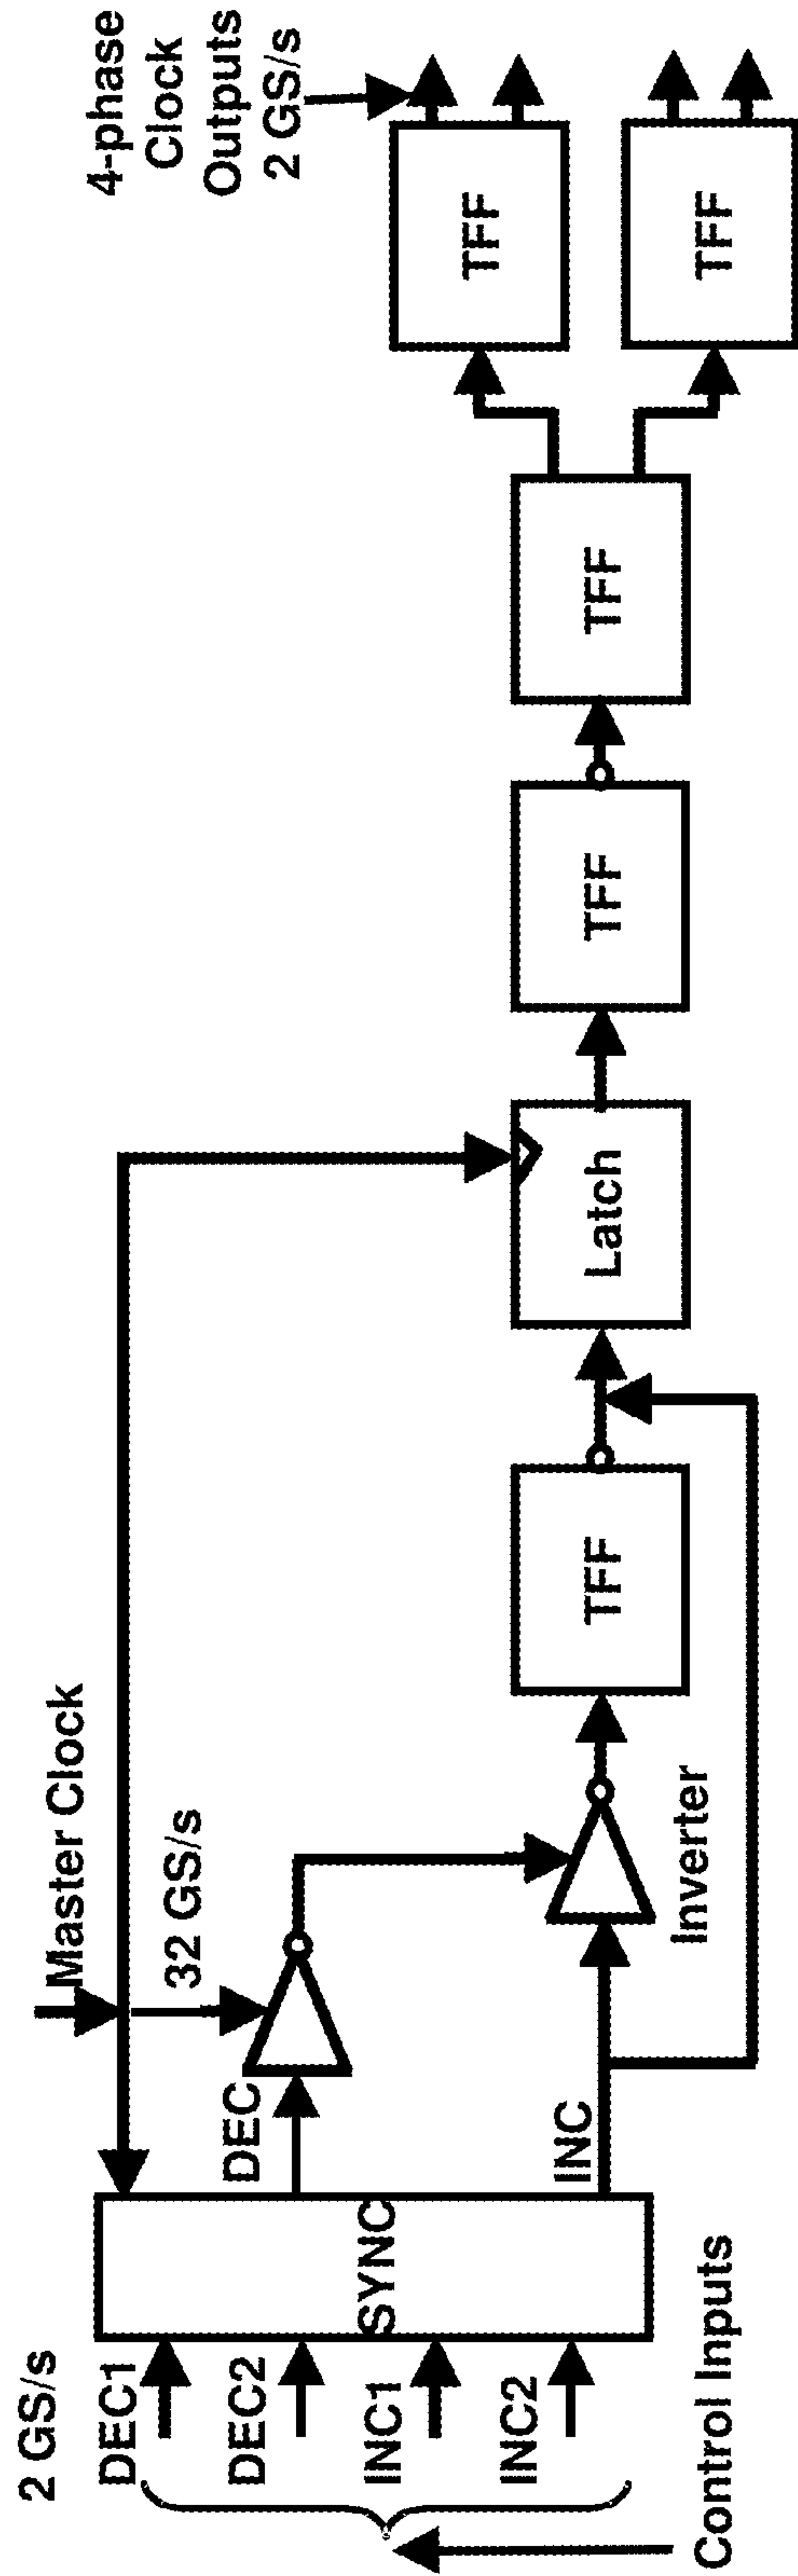 2 GS/s
DEC1
DEC2
INC1
INC2
Control Inputs
SYNC
DEC
INC
Master Clock
32 GS/s
Inverter
TFF
Latch
TFF
TFF
TFF
TFF
4-phase
Clock
Outputs
2 GS/s